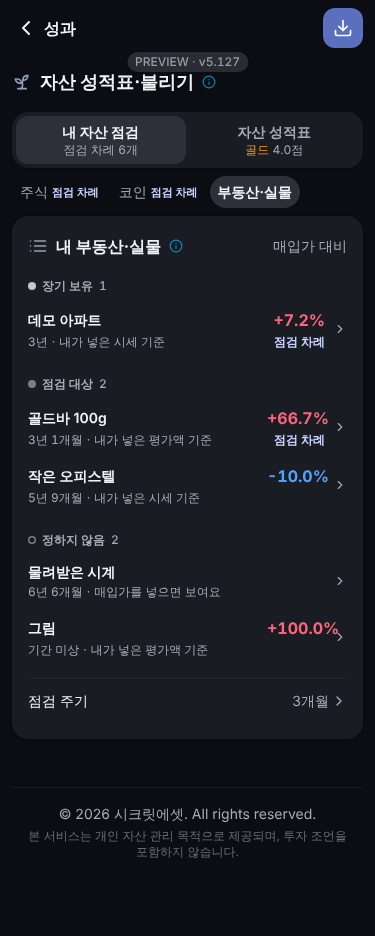 성과
PREVIEW · v5.127
자산 성적표·불리기
내 자산 점검
점검 차례 6개
자산 성적표
골드 4.0점
주식 점검 차례
코인 점검 차례
부동산·실물
내 부동산·실물
매입가 대비
장기 보유 1
데모 아파트
+7.2%
3년 · 내가 넣은 시세 기준
점검 차례
점검 대상 2
골드바 100g
+66.7%
3년 1개월 · 내가 넣은 평가액 기준
점검 차례
작은 오피스텔
-10.0%
5년 9개월 · 내가 넣은 시세 기준
정하지 않음 2
물려받은 시계
6년 6개월 · 매입가를 넣으면 보여요
그림
+100.0%
기간 미상 · 내가 넣은 평가액 기준
점검 주기
3개월
© 2026 시크릿에셋. All rights reserved.
본 서비스는 개인 자산 관리 목적으로 제공되며, 투자 조언을
포함하지 않습니다.